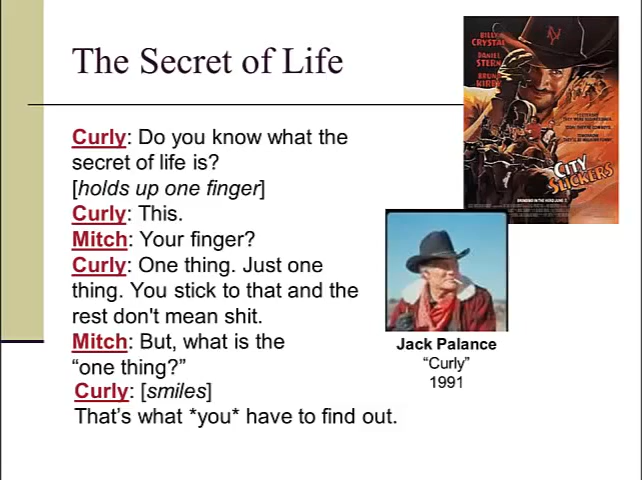 The Secret of Life
Curly: Do you know what the
secret of life is?
[holds up one finger]
Curly: This.
Mitch: Your finger?
Curly: One thing. Just one
thing. You stick to that and the
rest don't mean shit.
Mitch: But, what is the
“one thing?”
Curly: [smiles]
That’s what *you* have to find out.
BILLY
CRYSTAL
DANIEL
STERN
BRUNO
KIRBY
CITY
SLICKERS
Jack Palance
“Curly”
1991